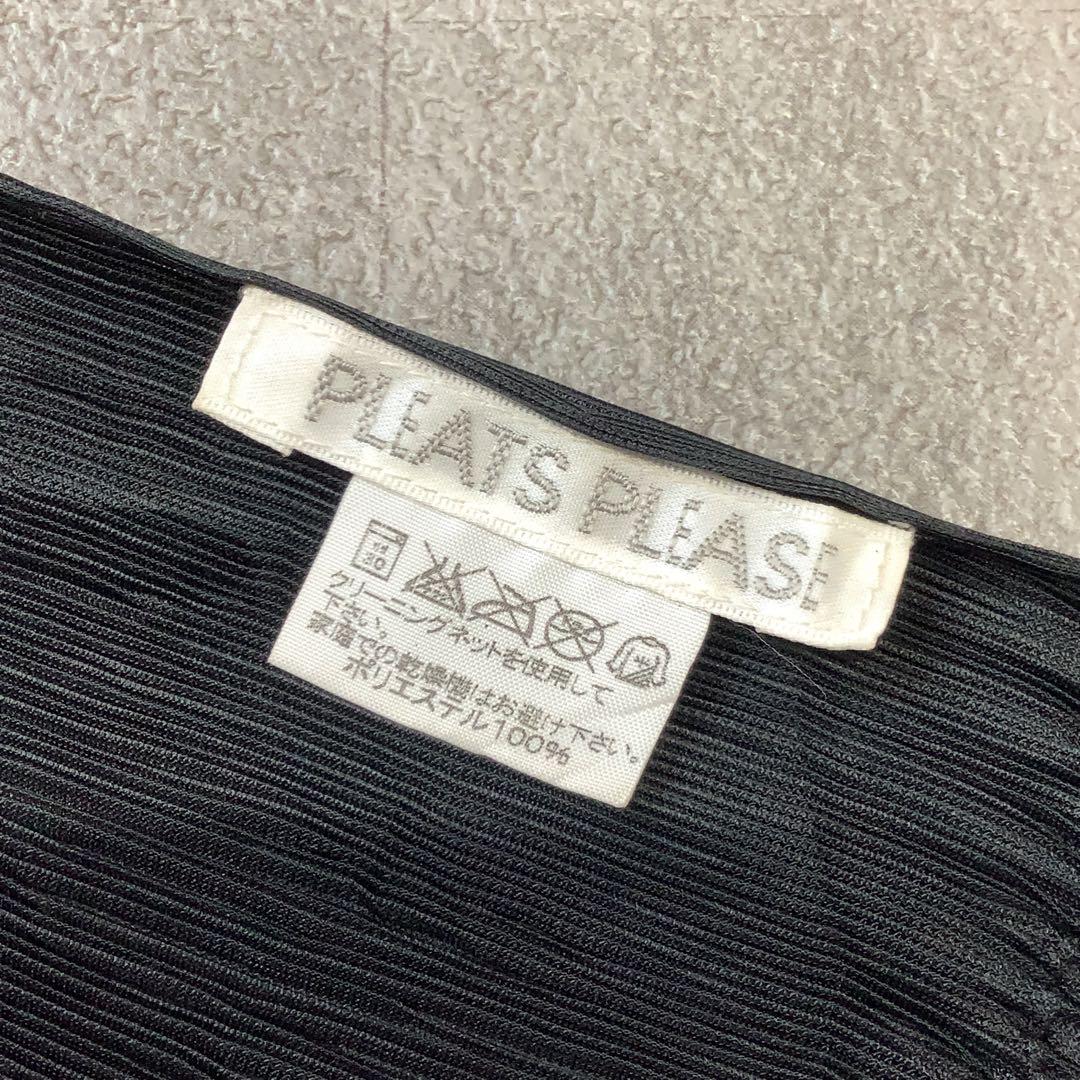 PLEATS PLEASE
クリーニングネットを使用して
下さい。
家庭での乾燥機はお避け下さい。
ポリエステル100%